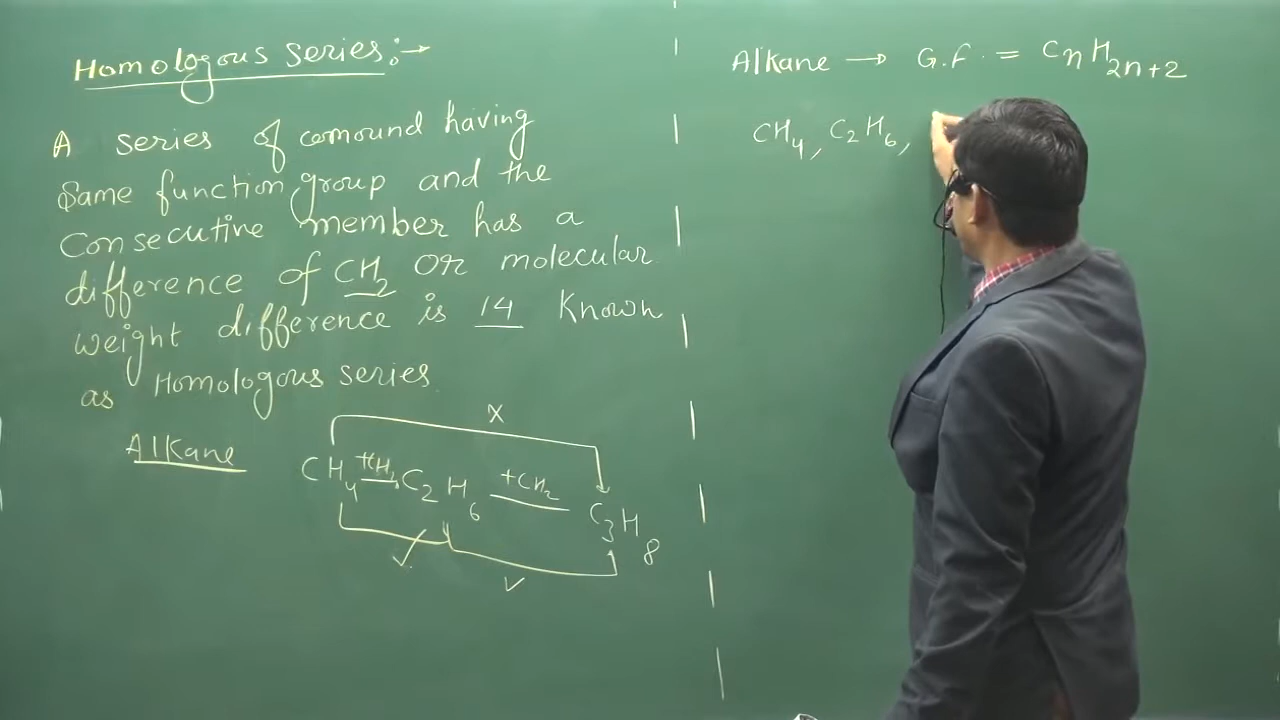 Homologous series:→
A series of comound having
Same function group and the
Consecutive member has a
difference of CH2 or molecular
weight difference is 14 Known
as Homologous series.
Alkane
X
CH4 +CH2 C2H6 +CH2 C3H8
✓ ✓
Alkane → G.F. = CnH2n+2
CH4, C2H6,